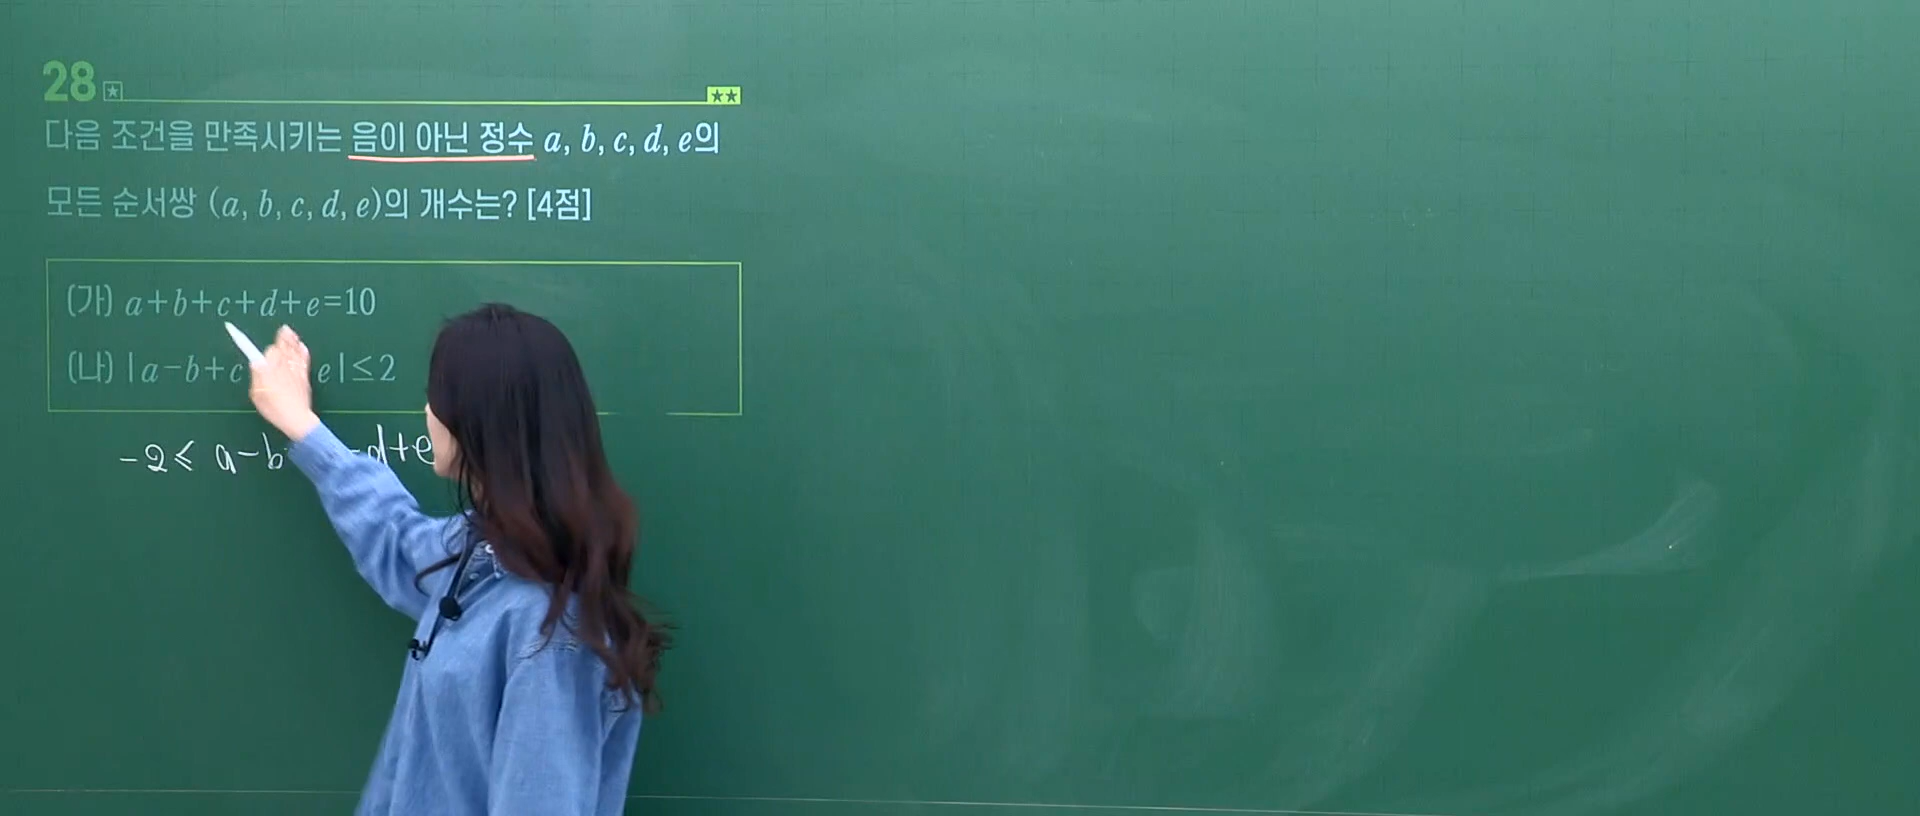 28
다음 조건을 만족시키는 음이 아닌 정수 a, b, c, d, e의
모든 순서쌍 (a, b, c, d, e)의 개수는? [4점]
(가) a+b+c+d+e=10
(나) |a-b+c e|≤2
-2≤ a-b -d+e